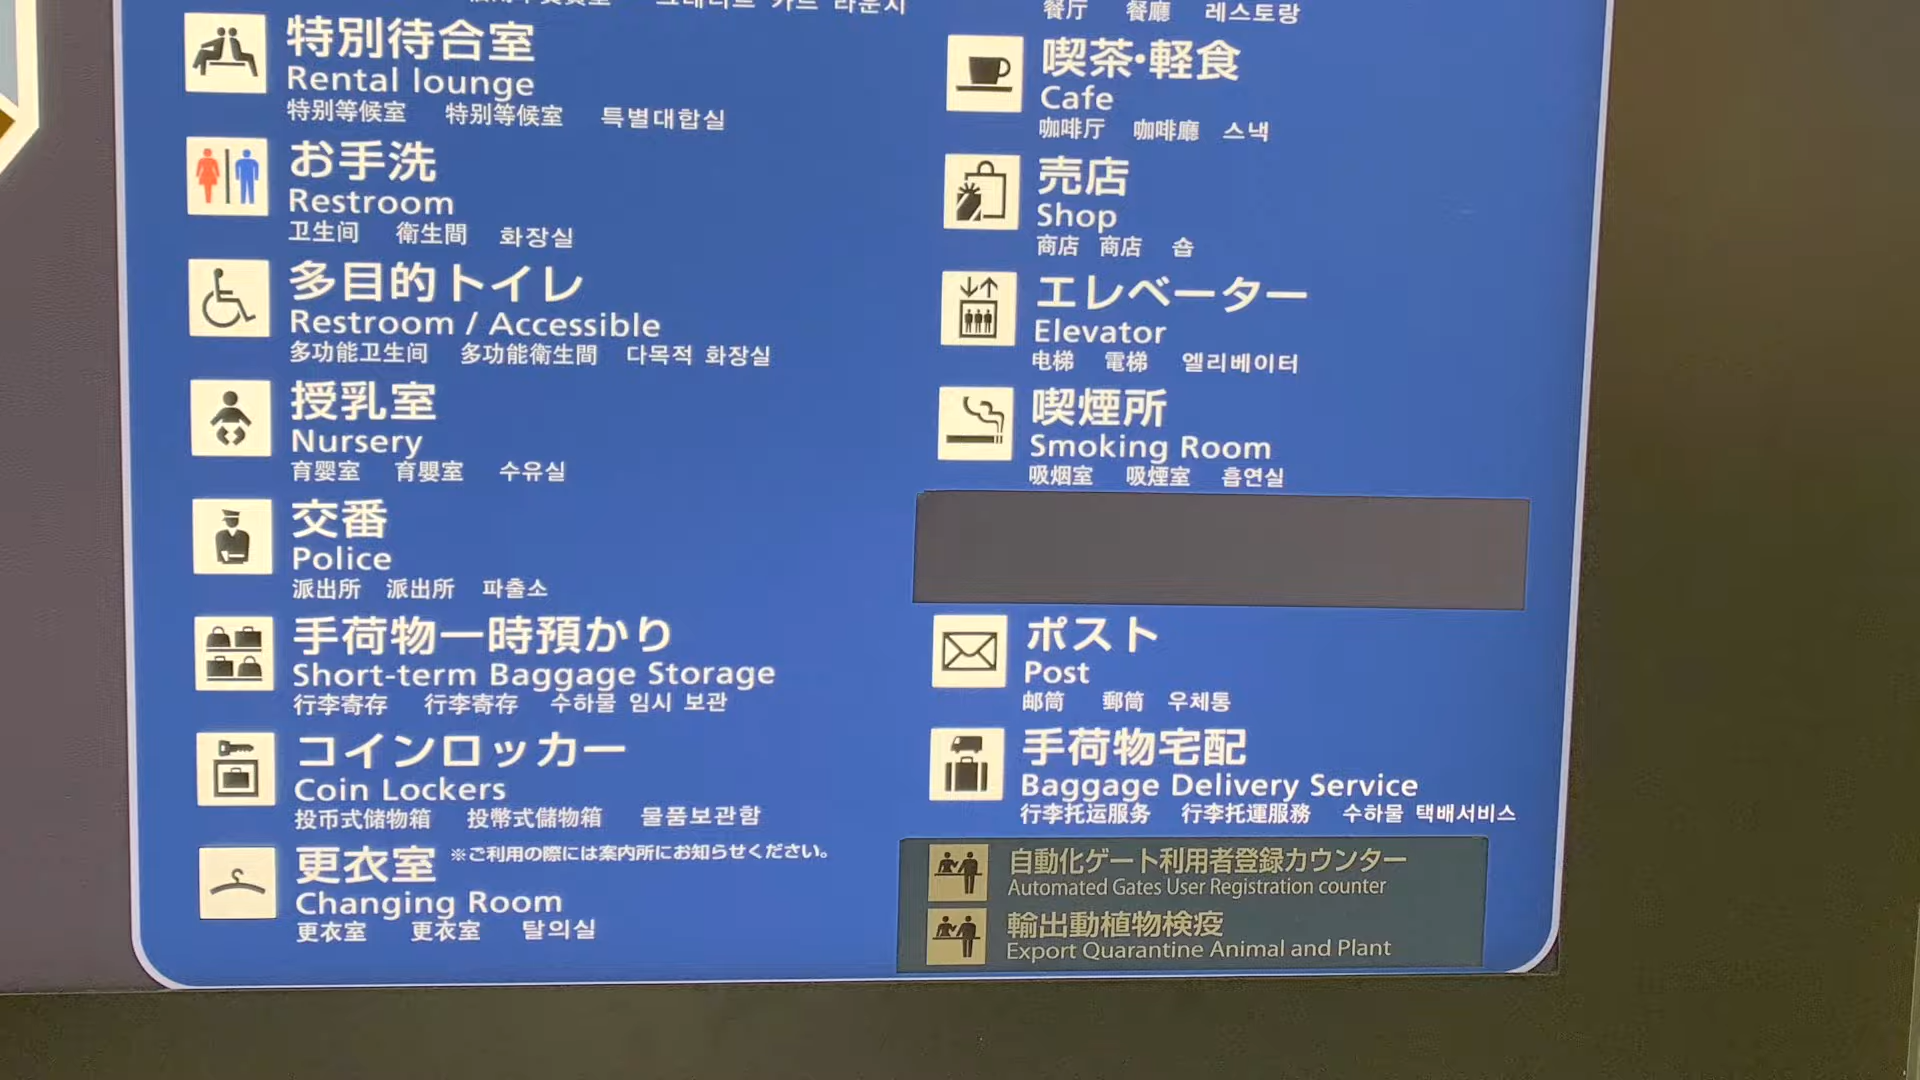 特別待合室
Rental lounge
特别等候室 特別等候室 특별대합실
お手洗
Restroom
卫生间 衛生間 화장실
多目的トイレ
Restroom / Accessible
多功能卫生间 多功能衛生間 다목적 화장실
授乳室
Nursery
育婴室 育嬰室 수유실
交番
Police
派出所 派出所 파출소
手荷物一時預かり
Short-term Baggage Storage
行李寄存 行李寄存 수하물 임시 보관
コインロッカー
Coin Lockers
投币式储物箱 投幣式儲物箱 물품보관함
更衣室 ※ご利用の際には案内所にお知らせください。
Changing Room
更衣室 更衣室 탈의실
餐厅 餐廳 레스토랑
喫茶・軽食
Cafe
咖啡厅 咖啡廳 스낵
売店
Shop
商店 商店 숍
エレベーター
Elevator
电梯 電梯 엘리베이터
喫煙所
Smoking Room
吸烟室 吸煙室 흡연실
ポスト
Post
邮筒 郵筒 우체통
手荷物宅配
Baggage Delivery Service
行李托运服务 行李托運服務 수하물 택배서비스
自動化ゲート利用者登録カウンター
Automated Gates User Registration counter
輸出動植物検疫
Export Quarantine Animal and Plant